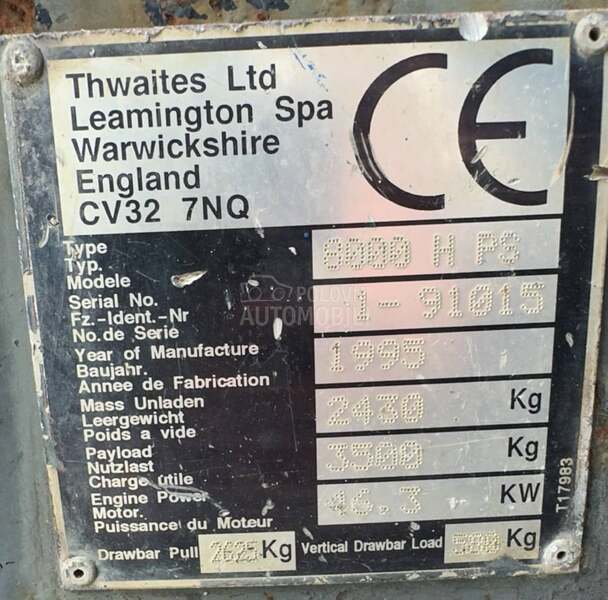 Thwaites Ltd
Leamington Spa
Warwickshire
England
CV32 7NQ
CE
Type
Typ.
Modele
Serial No.
Fz.-Ident.-Nr
No.de Serie
1-91015
Year of Manufacture
Baujahr.
Annee de Fabrication
1995
Mass Unladen
Leergewicht
Poids a vide
2430 Kg
Payload
Nutzlast
Charge utile
3500 Kg
Engine Power
Motor.
Puissance du Moteur
46.3 KW
Drawbar Pull 2625 Kg Vertical Drawbar Load Kg
T17983
POLOVNI
AUTOMOBILI